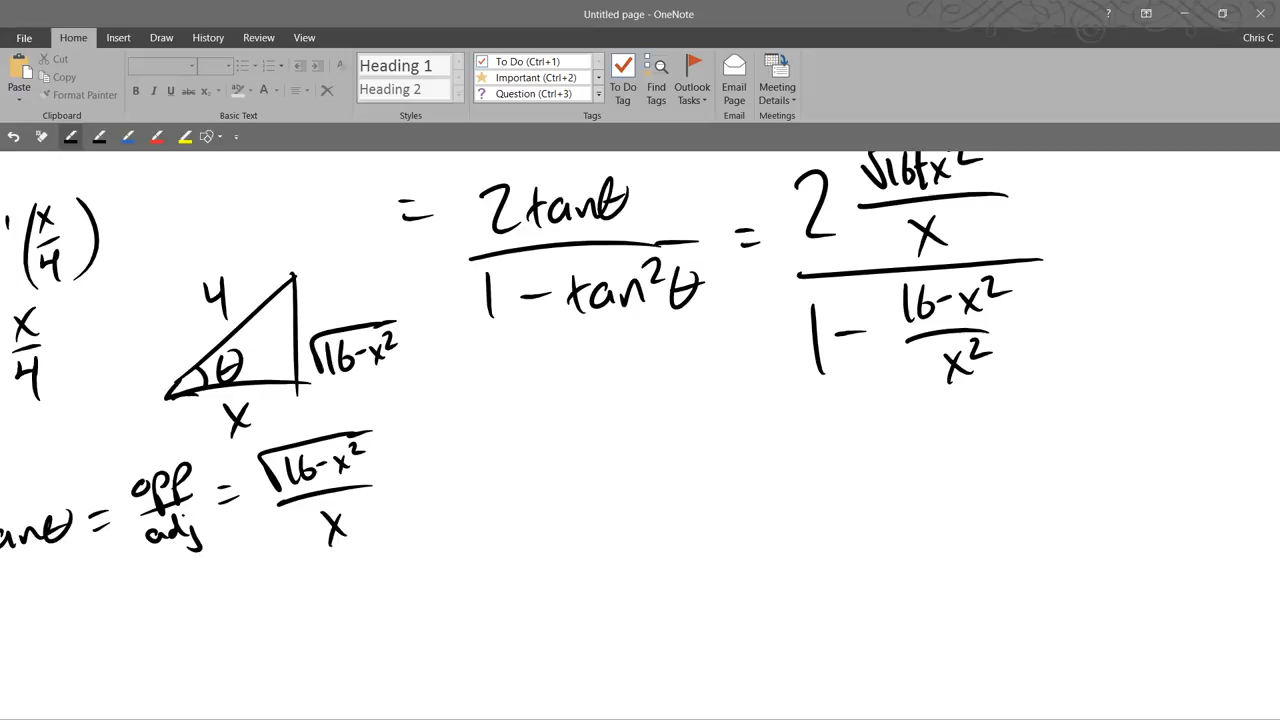 Untitled page - OneNote
File Home Insert Draw History Review View
Chris C
Paste
Cut
Copy
Format Painter
Clipboard
B I U abc x₂ A
Basic Text
Heading 1
Heading 2
Styles
To Do (Ctrl+1)
Important (Ctrl+2)
? Question (Ctrl+3)
Tags
To Do Tag
Find Tags
Outlook Tasks
Email Page
Email
Meeting Details
Meetings
(x/4)
x/4
4
θ
x
√16-x²
anθ = opp/adj = √16-x²/x
= 2tanθ / 1 - tan²θ = 2 √16-x²/x / 1 - 16-x²/x²